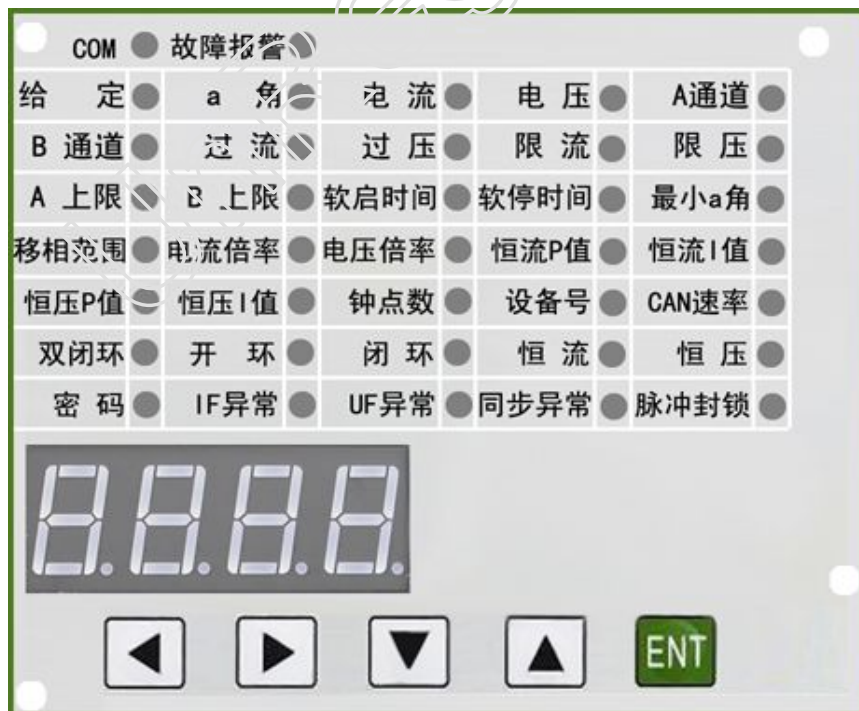 COM 故障报警
给 定 a 角 电 流 电 压 A通道
B 通道 过 流 过 压 限 流 限 压
A 上限 B 上限 软启时间 软停时间 最小a角
移相范围 电流倍率 电压倍率 恒流P值 恒流I值
恒压P值 恒压I值 钟点数 设备号 CAN速率
双闭环 开 环 闭 环 恒 流 恒 压
密 码 IF异常 UF异常 同步异常 脉冲封锁
8.8.8.8.
ENT